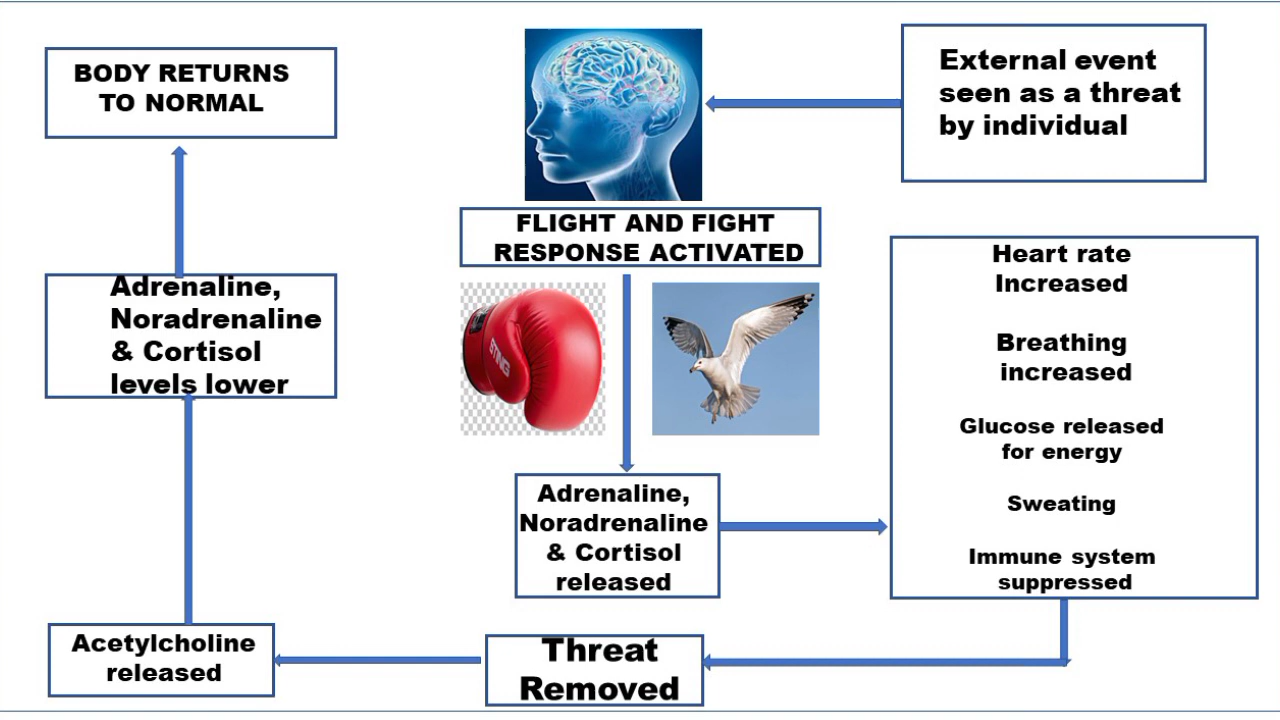 External event
seen as a threat
by individual
FLIGHT AND FIGHT
RESPONSE ACTIVATED
STING
Adrenaline,
Noradrenaline
& Cortisol
released
Heart rate
Increased
Breathing
increased
Glucose released
for energy
Sweating
Immune system
suppressed
Threat
Removed
Acetylcholine
released
Adrenaline,
Noradrenaline
& Cortisol
levels lower
BODY RETURNS
TO NORMAL